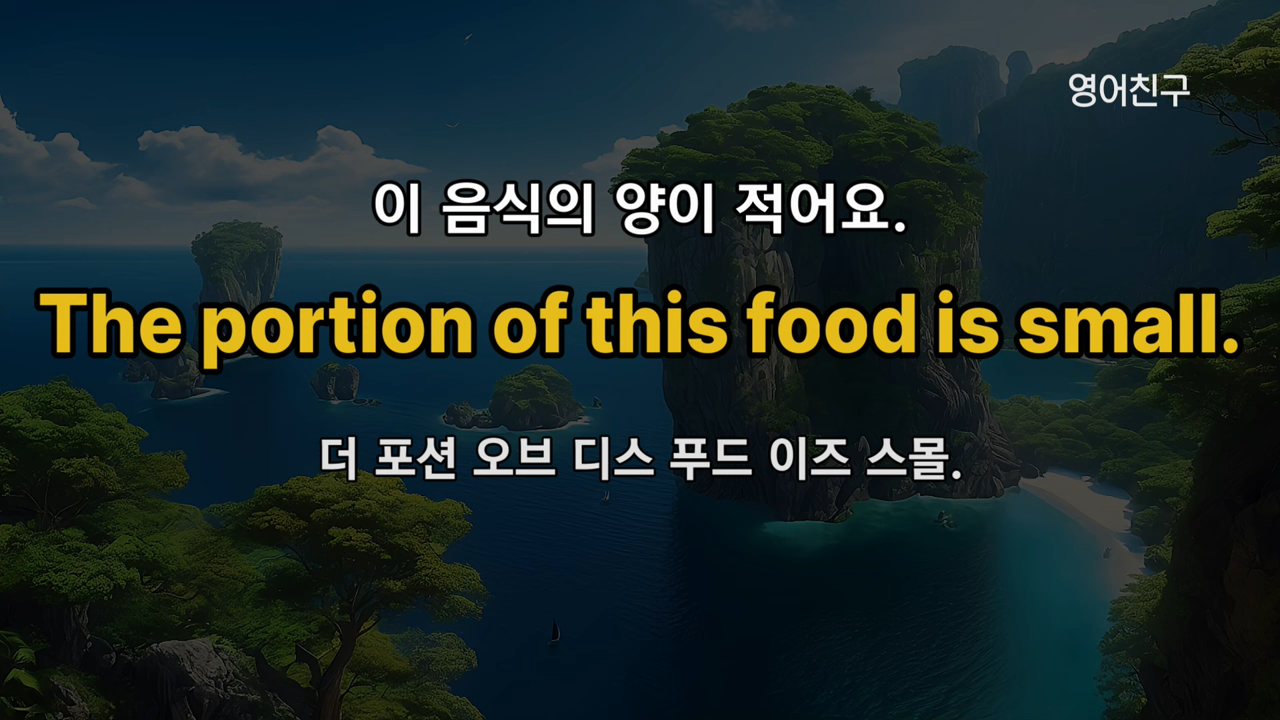 영어친구
이 음식의 양이 적어요.
The portion of this food is small.
더 포션 오브 디스 푸드 이즈 스몰.